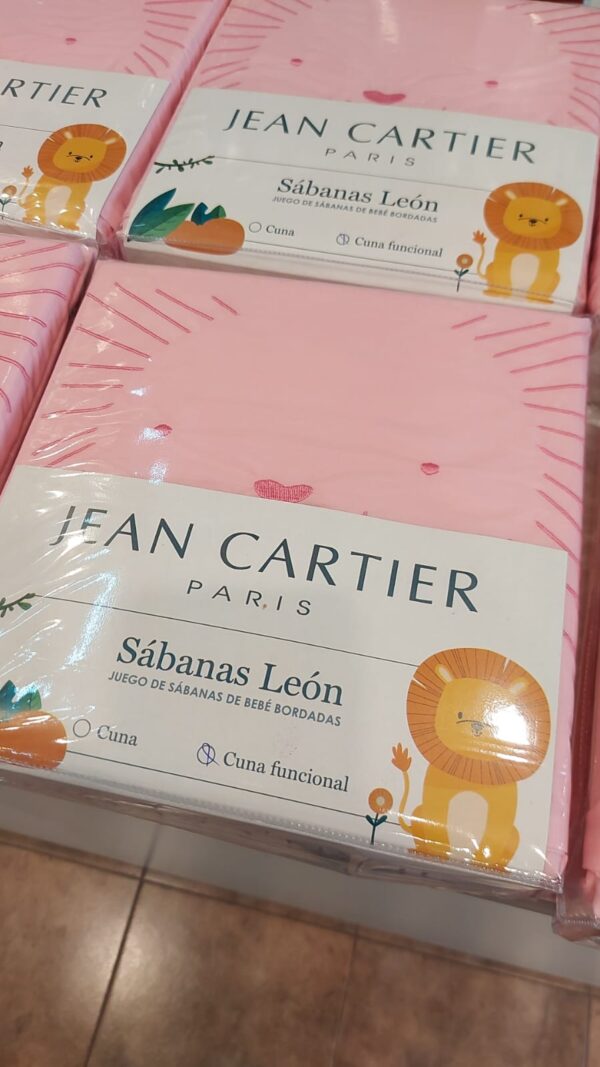 RTIER
JEAN CARTIER
PARIS
Sábanas León
JUEGO DE SÁBANAS DE BEBÉ BORDADAS
Cuna
Cuna funcional
JEAN CARTIER
PARIS
Sábanas León
JUEGO DE SÁBANAS DE BEBÉ BORDADAS
Cuna
Cuna funcional